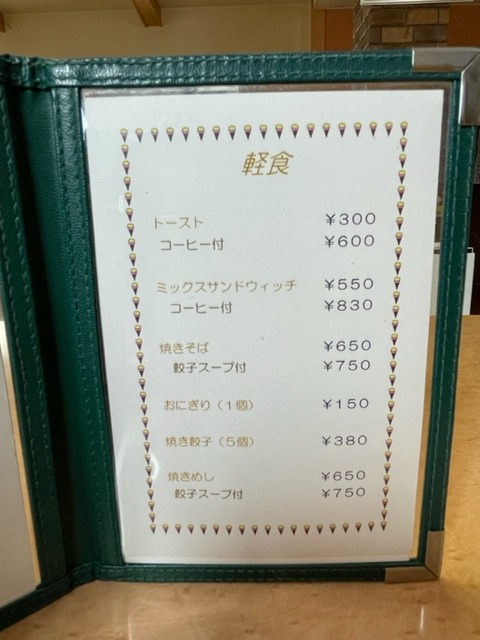 軽食
トースト ¥300
コーヒー付 ¥600
ミックスサンドウィッチ ¥550
コーヒー付 ¥830
焼きそば ¥650
餃子スープ付 ¥750
おにぎり（1個） ¥150
焼き餃子（5個） ¥380
焼きめし ¥650
餃子スープ付 ¥750